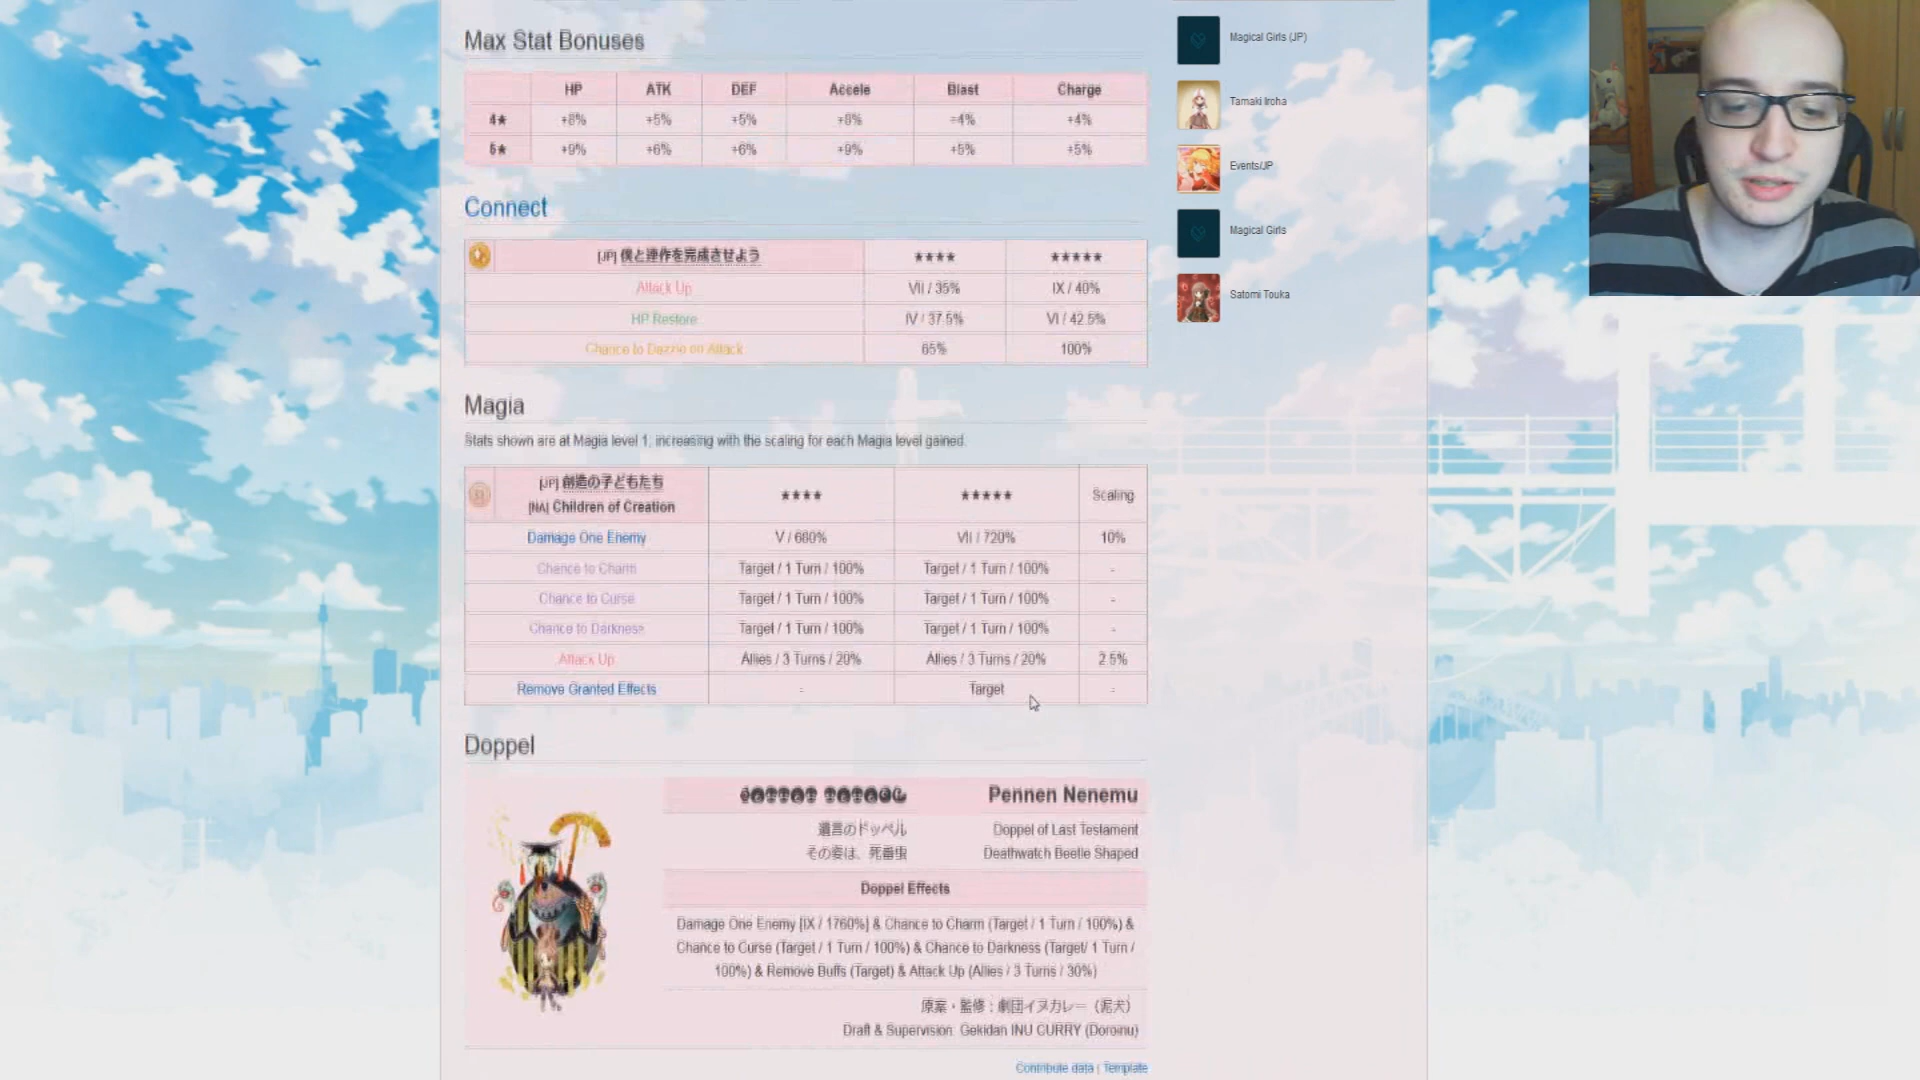 Max Stat Bonuses
HP ATK DEF Accele Blast Charge
4★ +8% +5% +5% +8% +4% +4%
5★ +9% +6% +6% +9% +5% +5%
Connect
[JP] 僕と連作を完成させよう ★★★★ ★★★★★
Attack Up VII / 35% IX / 40%
HP Restore IV / 37.5% VI / 42.5%
Chance to Dazzle on Attack 65% 100%
Magia
Stats shown are at Magia level 1, increasing with the scaling for each Magia level gained.
[JP] 創造の子どもたち
[NA] Children of Creation ★★★★ ★★★★★ Scaling
Damage One Enemy V / 680% VII / 720% 10%
Chance to Charm Target / 1 Turn / 100% Target / 1 Turn / 100% -
Chance to Curse Target / 1 Turn / 100% Target / 1 Turn / 100% -
Chance to Darkness Target / 1 Turn / 100% Target / 1 Turn / 100% -
Attack Up Allies / 3 Turns / 20% Allies / 3 Turns / 20% 2.5%
Remove Granted Effects - Target -
Doppel
Pennen Nenemu
遺言のドッペル Doppel of Last Testament
その姿は、死番虫 Deathwatch Beetle Shaped
Doppel Effects
Damage One Enemy [IX / 1760%] & Chance to Charm (Target / 1 Turn / 100%) &
Chance to Curse (Target / 1 Turn / 100%) & Chance to Darkness (Target/ 1 Turn /
100%) & Remove Buffs (Target) & Attack Up (Allies / 3 Turns / 30%)
原案・監修：劇団イヌカレー（泥犬）
Draft & Supervision: Gekidan INU CURRY (Doroinu)
Contribute data | Template
Magical Girls (JP)
Tamaki Iroha
Events/JP
Magical Girls
Satomi Touka